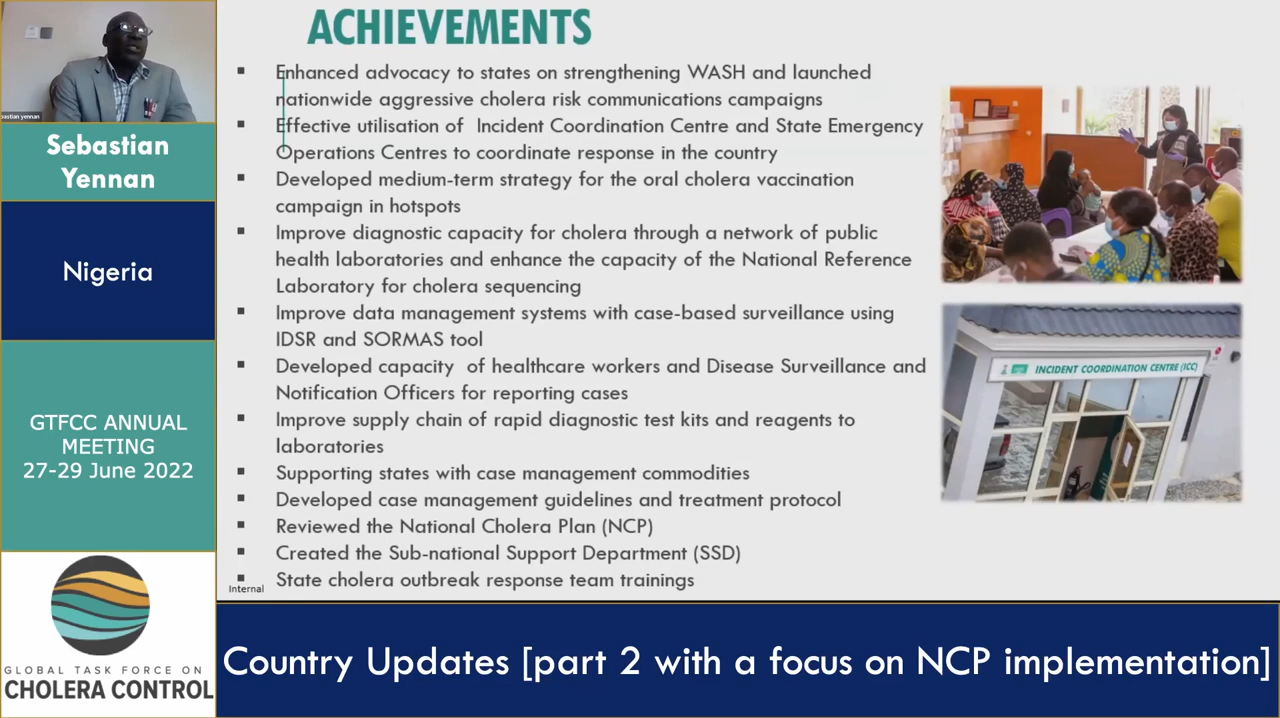 ACHIEVEMENTS
▪ Enhanced advocacy to states on strengthening WASH and launched
nationwide aggressive cholera risk communications campaigns
▪ Effective utilisation of Incident Coordination Centre and State Emergency
Operations Centres to coordinate response in the country
▪ Developed medium-term strategy for the oral cholera vaccination
campaign in hotspots
▪ Improve diagnostic capacity for cholera through a network of public
health laboratories and enhance the capacity of the National Reference
Laboratory for cholera sequencing
▪ Improve data management systems with case-based surveillance using
IDSR and SORMAS tool
▪ Developed capacity of healthcare workers and Disease Surveillance and
Notification Officers for reporting cases
▪ Improve supply chain of rapid diagnostic test kits and reagents to
laboratories
▪ Supporting states with case management commodities
▪ Developed case management guidelines and treatment protocol
▪ Reviewed the National Cholera Plan (NCP)
▪ Created the Sub-national Support Department (SSD)
▪ State cholera outbreak response team trainings
Internal
INCIDENT COORDINATION CENTRE (ICC)
bastian yennan
Sebastian
Yennan
Nigeria
GTFCC ANNUAL
MEETING
27-29 June 2022
GLOBAL TASK FORCE ON
CHOLERA CONTROL
Country Updates [part 2 with a focus on NCP implementation]